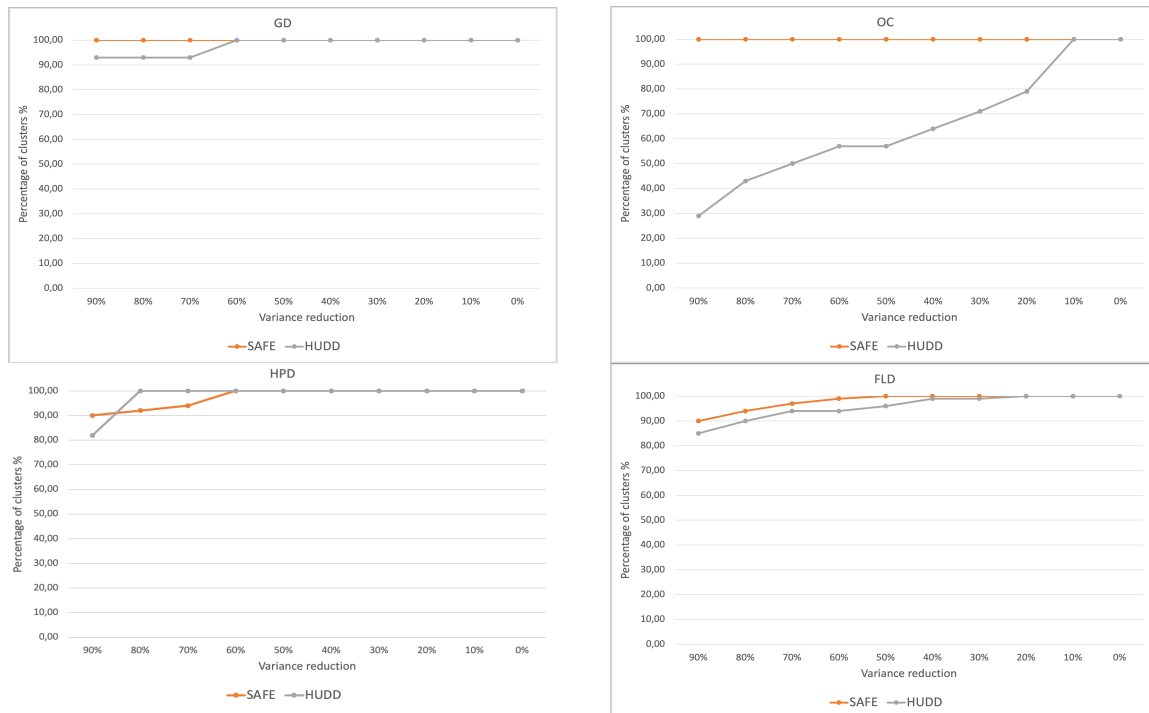 GD
Percentage of clusters %
100,00
90,00
80,00
70,00
60,00
50,00
40,00
30,00
20,00
10,00
0,00
90% 80% 70% 60% 50% 40% 30% 20% 10% 0%
Variance reduction
SAFE HUDD
OC
Percentage of clusters %
100,00
90,00
80,00
70,00
60,00
50,00
40,00
30,00
20,00
10,00
0,00
90% 80% 70% 60% 50% 40% 30% 20% 10% 0%
Variance reduction
SAFE HUDD
HPD
Percentage of clusters %
100,00
90,00
80,00
70,00
60,00
50,00
40,00
30,00
20,00
10,00
0,00
90% 80% 70% 60% 50% 40% 30% 20% 10% 0%
Variance reduction
SAFE HUDD
FLD
Percentage of clusters %
100,00
90,00
80,00
70,00
60,00
50,00
40,00
30,00
20,00
10,00
0,00
90% 80% 70% 60% 50% 40% 30% 20% 10% 0%
Variance reduction
SAFE HUDD